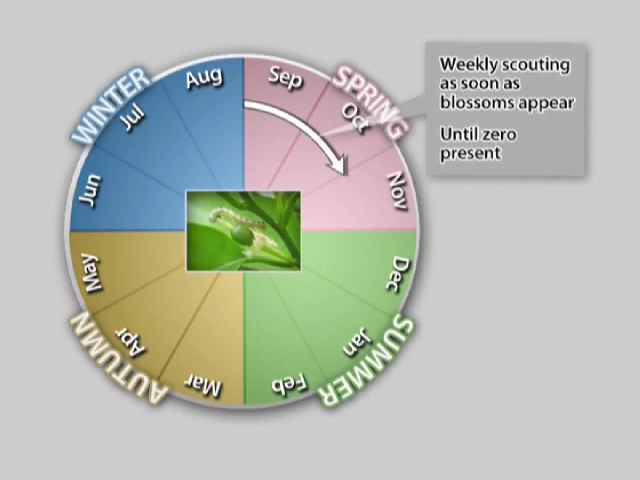 WINTER
SPRING
SUMMER
AUTUMN
Sep
Oct
Nov
Dec
Jan
Feb
Mar
Apr
May
Jun
Jul
Aug
Weekly scouting
as soon as
blossoms appear
Until zero
present